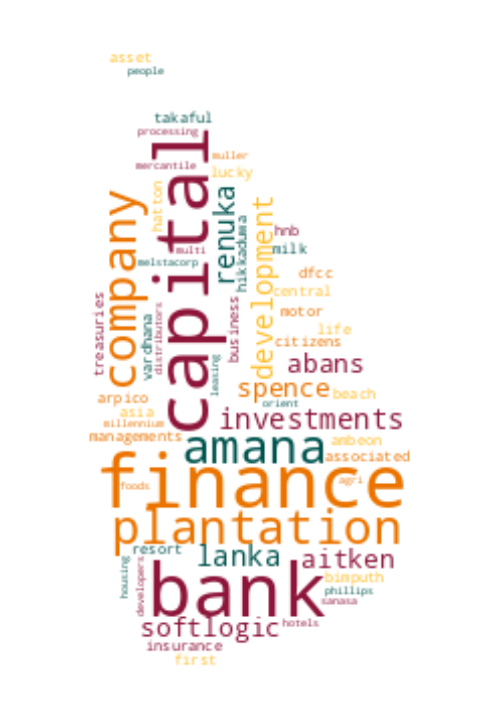 asset
people
takaful
processing
capital
muller
mercantile
lucky
hatton
renuka
company
development
hikkaduwa
hnb
multi
milk
melstacorp
dfcc
central
treasuries
vardhana
distributors
business
motor
life
citizens
leasing
abans
spence
beach
arpico
orient
asia
investments
millennium
managements
amana
ambeon
associated
finance
foods
agri
plantation
resort
lanka
aitken
housing
developers
bank
bimputh
phillips
sanasa
softlogic
hotels
insurance
first